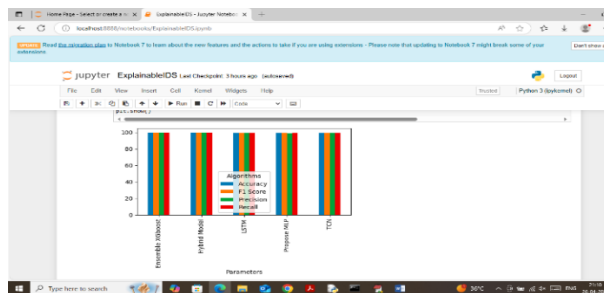 Home Page - Select or create a n
ExplainableIDS - Jupyter Notebo
localhost:8888/notebooks/ExplainableIDS.ipynb
UPDATE Read the migration plan to Notebook 7 to learn about the new features and the actions to take if you are using extensions - Please note that updating to Notebook 7 might break some of your extensions.
Don't show
jupyter ExplainableIDS Last Checkpoint: 5 hours ago (autosaved)
Logout
File Edit View Insert Cell Kernel Widgets Help
Trusted
Python 3 (ipykernel)
Run
Code
plt.show()
100
80
60
40
20
0
Algorithms
Accuracy
F1 Score
Precision
Recall
Ensemble XGboost
Hybrid Model
LSTM
Propose MLP
TCN
Parameters
Type here to search
36°C
ENG